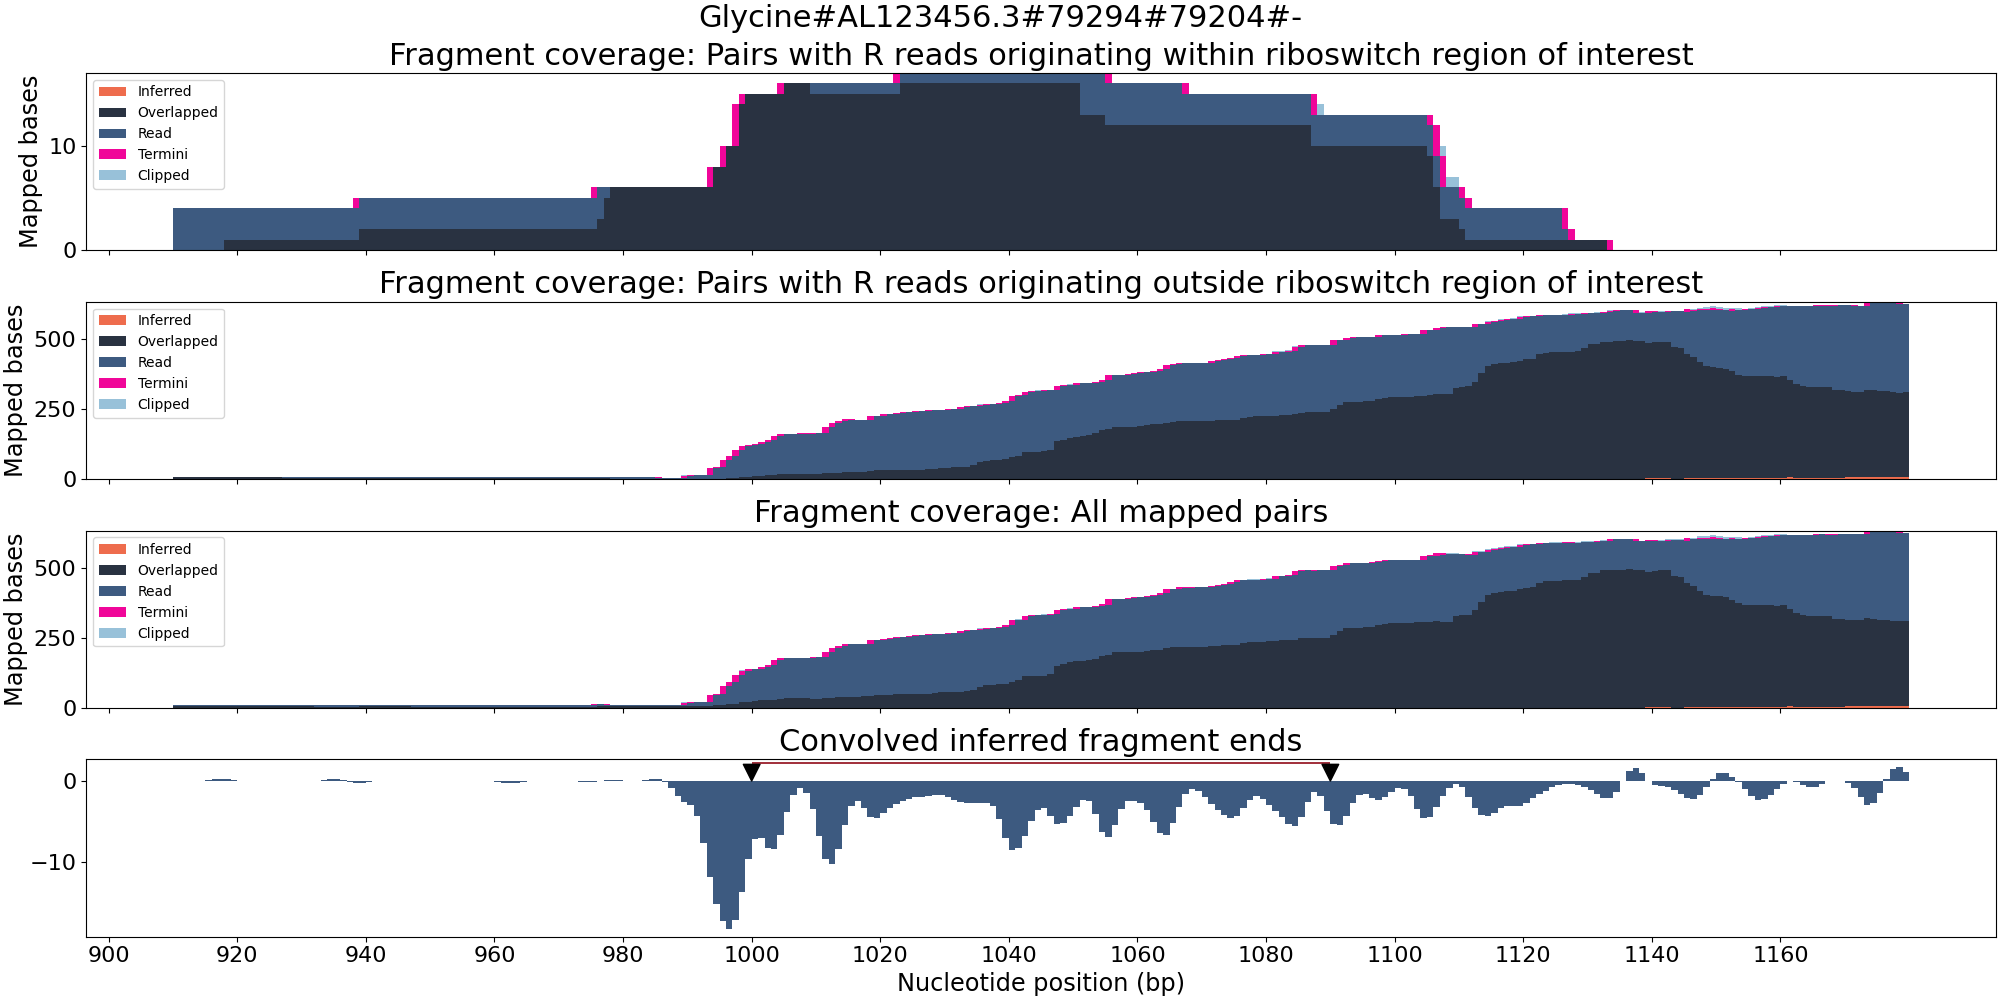 Glycine#AL123456.3#79294#79204#-
Fragment coverage: Pairs with R reads originating within riboswitch region of interest
Mapped bases
10
0
Inferred
Overlapped
Read
Termini
Clipped
Fragment coverage: Pairs with R reads originating outside riboswitch region of interest
Mapped bases
500
250
0
Inferred
Overlapped
Read
Termini
Clipped
Fragment coverage: All mapped pairs
Mapped bases
500
250
0
Inferred
Overlapped
Read
Termini
Clipped
Convolved inferred fragment ends
0
−10
900 920 940 960 980 1000 1020 1040 1060 1080 1100 1120 1140 1160
Nucleotide position (bp)